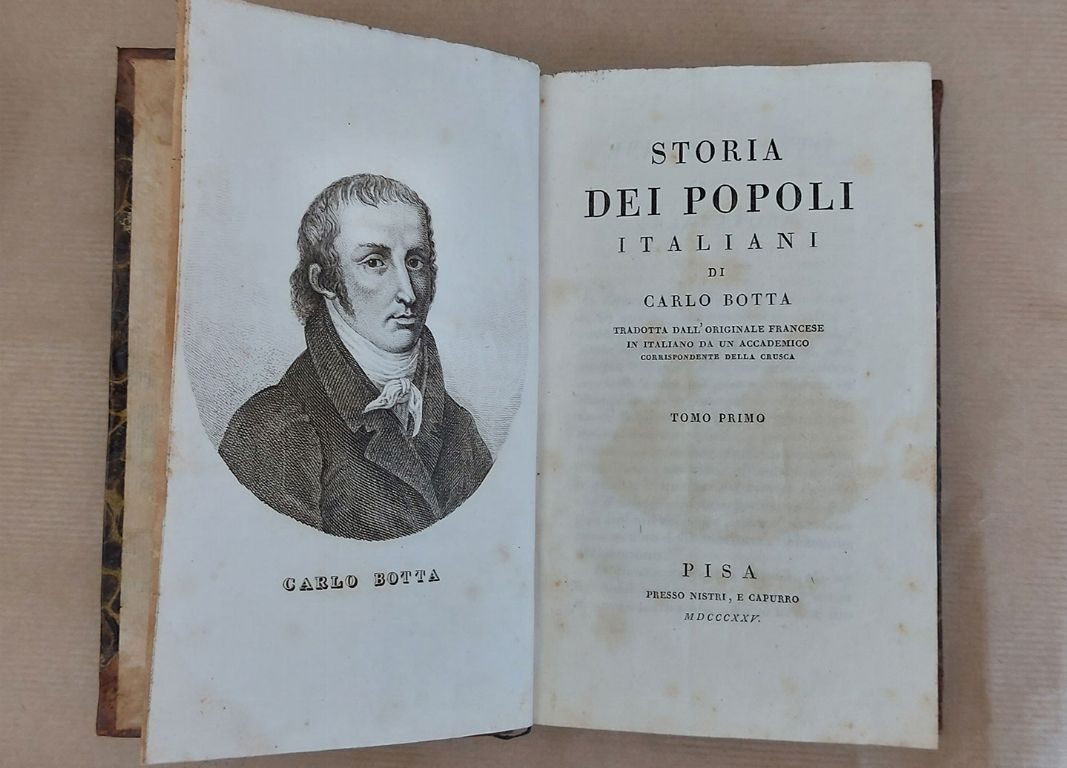 CARLO BOTTA
STORIA
DEI POPOLI
ITALIANI
DI
CARLO BOTTA
TRADOTTA DALL'ORIGINALE FRANCESE
IN ITALIANO DA UN ACCADEMICO
CORRISPONDENTE DELLA CRUSCA
TOMO PRIMO
PISA
PRESSO NISTRI, E CAPURRO
MDCCCXXV.